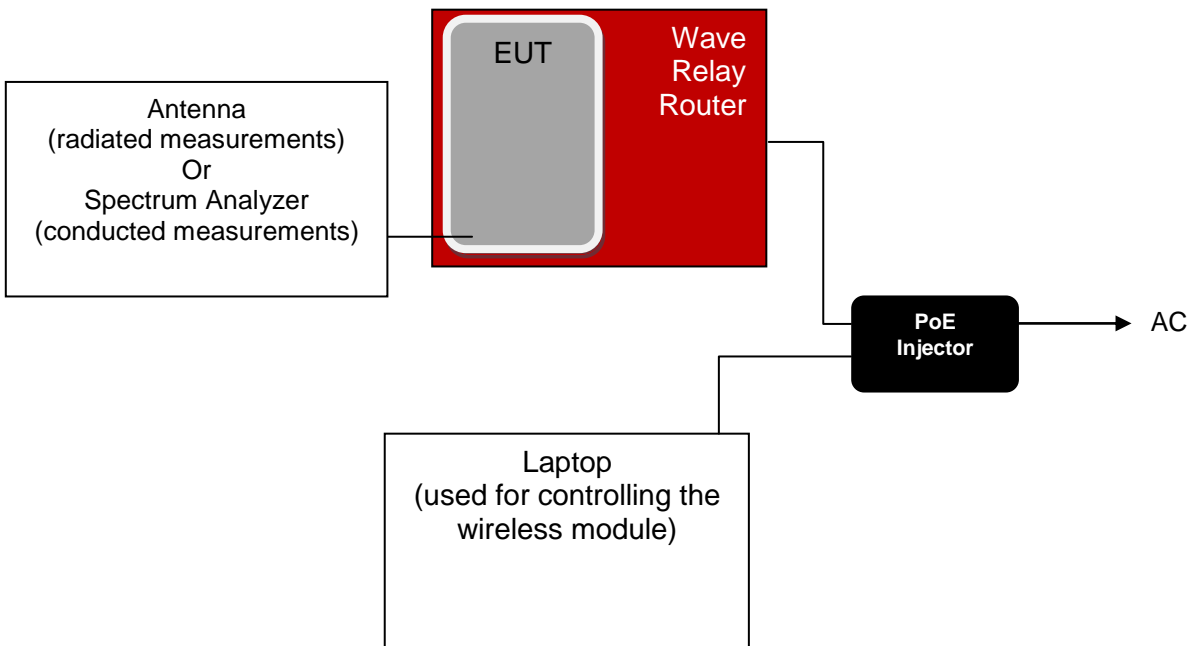 EUT
Wave
Relay
Router
Antenna
(radiated measurements)
Or
Spectrum Analyzer
(conducted measurements)
PoE
Injector
AC
Laptop
(used for controlling the
wireless module)